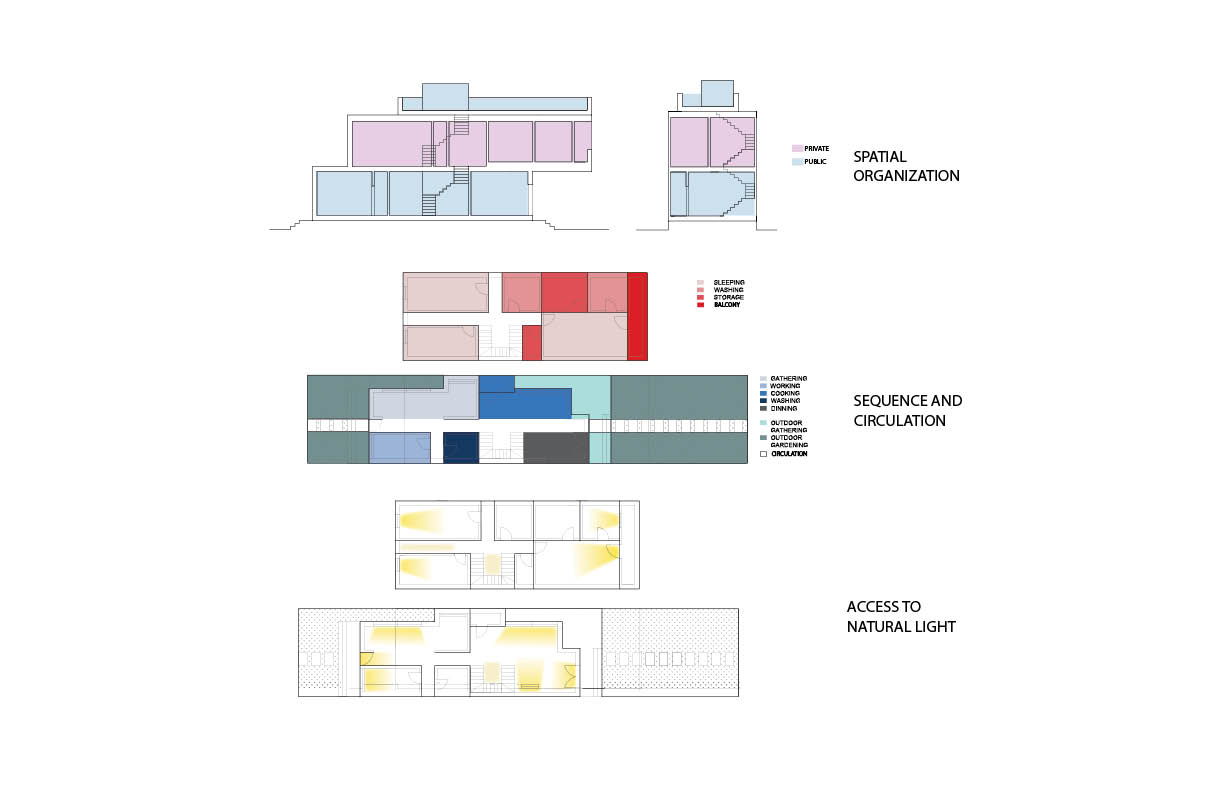 PRIVATE
PUBLIC
SPATIAL
ORGANIZATION
SLEEPING
WASHING
STORAGE
BALCONY
GATHERING
WORKING
COOKING
WASHING
DINNING
OUTDOOR
GATHERING
OUTDOOR
GARDENING
CIRCULATION
SEQUENCE AND
CIRCULATION
ACCESS TO
NATURAL LIGHT